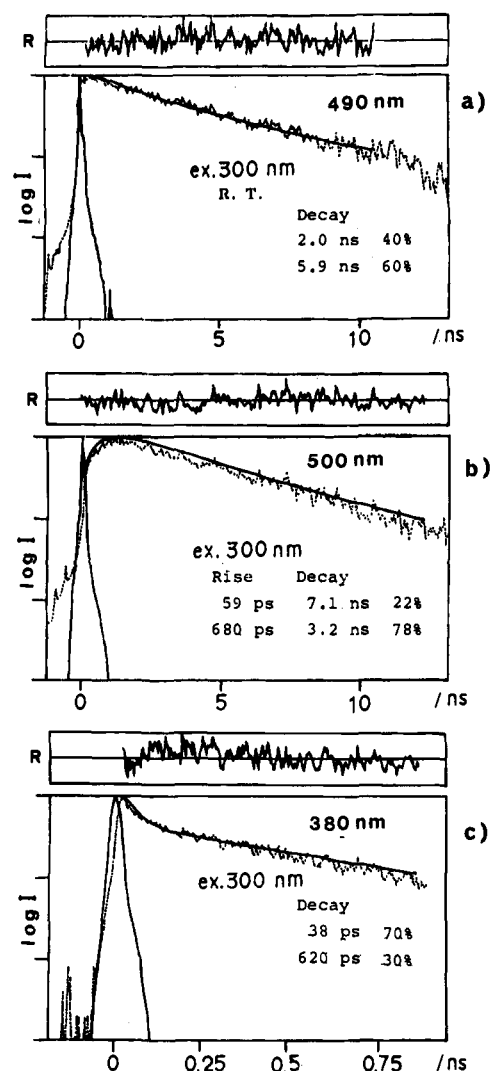 R
490 nm
a)
log I
ex.300 nm
R. T.
Decay
2.0 ns 40%
5.9 ns 60%
0 5 10 /ns
R
500 nm
b)
log I
ex.300 nm
Rise Decay
59 ps 7.1 ns 22%
680 ps 3.2 ns 78%
0 5 10 /ns
R
380 nm
c)
log I
ex.300 nm
Decay
38 ps 70%
620 ps 30%
0 0.25 0.5 0.75 /ns